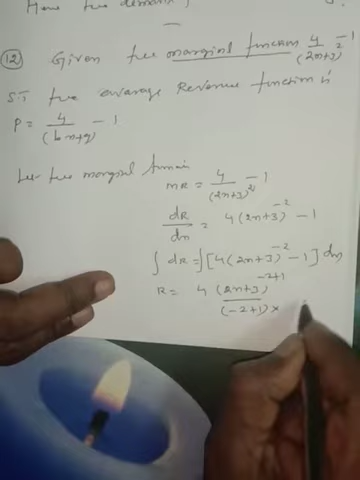 (12) Given the marginal function 4/(2x+3)² - 1
S.T the average Revenue function is
P = 4/(6x+9) - 1
Let the marginal
MR = 4/(2x+3)² - 1
dR/dx = 4(2x+3)⁻² - 1
∫ dR = ∫[4(2x+3)⁻² - 1] dx
R = 4 (2x+3)⁻²⁺¹/(-2+1)×